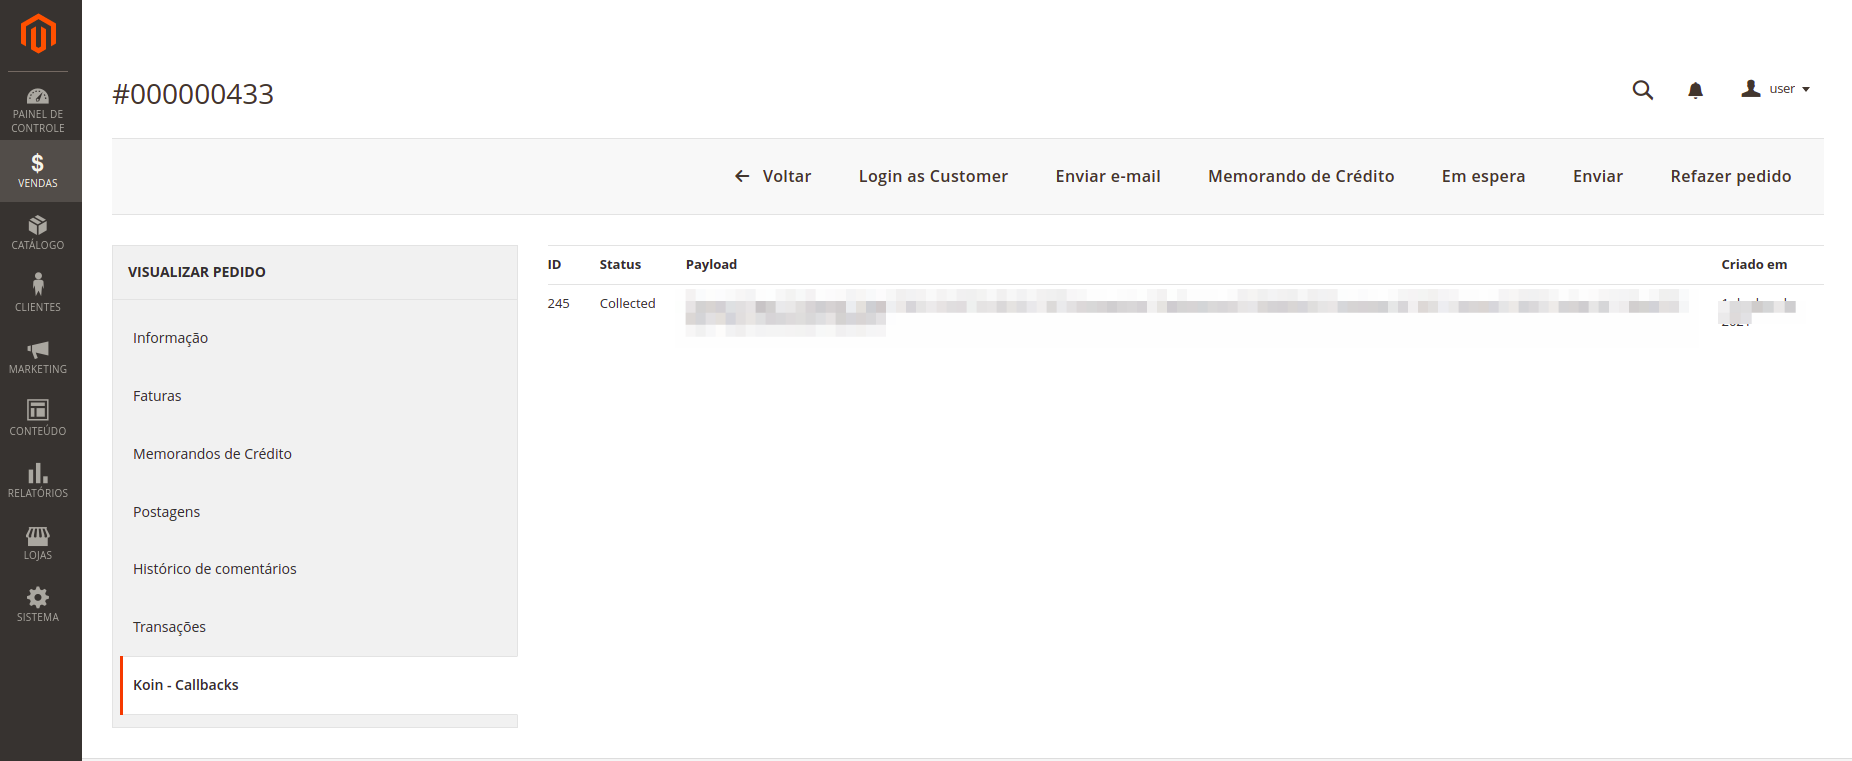 #000000433
user
PAINEL DE
CONTROLE
VENDAS
CATÁLOGO
CLIENTES
MARKETING
CONTEÚDO
RELATÓRIOS
LOJAS
SISTEMA
Voltar
Login as Customer
Enviar e-mail
Memorando de Crédito
Em espera
Enviar
Refazer pedido
VISUALIZAR PEDIDO
Informação
Faturas
Memorandos de Crédito
Postagens
Histórico de comentários
Transações
Koin - Callbacks
ID Status Payload Criado em
245 Collected